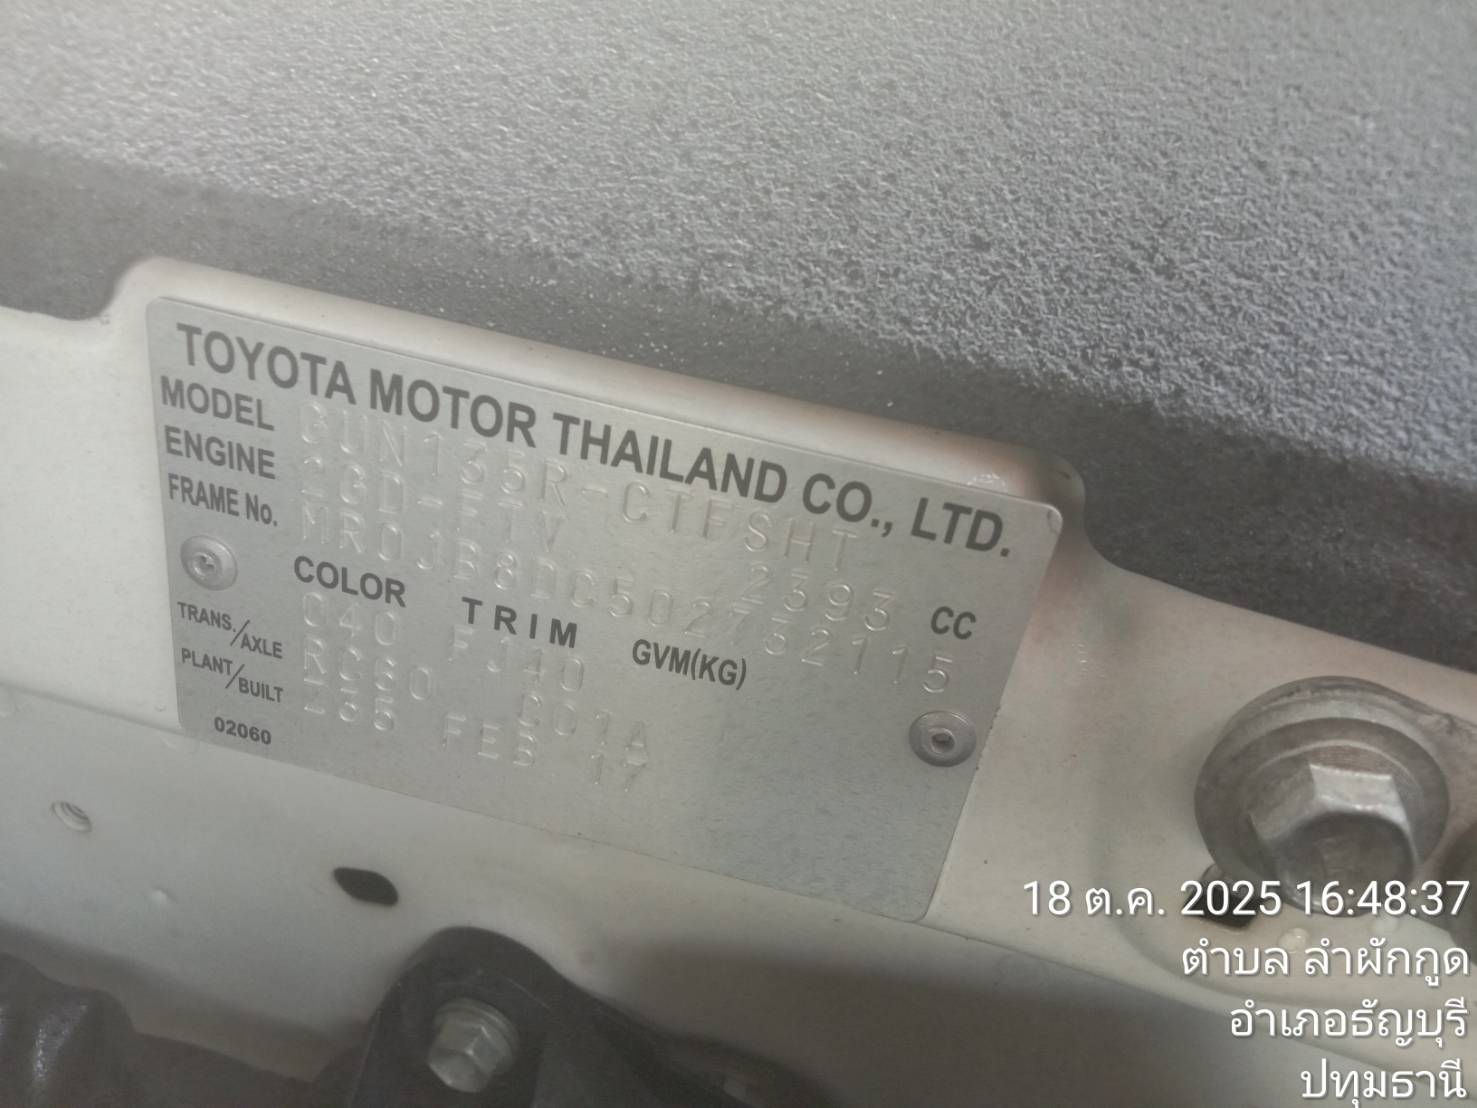 TOYOTA MOTOR THAILAND CO., LTD.
MODEL GUN135R-CTFSHT
ENGINE 2GD-FTV 2393 CC
FRAME No. MR0JB8DC502732115
COLOR TRIM GVM(KG)
040 FJ40
TRANS./AXLE RC60 B01A
PLANT/BUILT FEB 17
02060
18 ต.ค. 2025 16:48:37
ตำบล ลำผักกูด
อำเภอธัญบุรี
ปทุมธานี